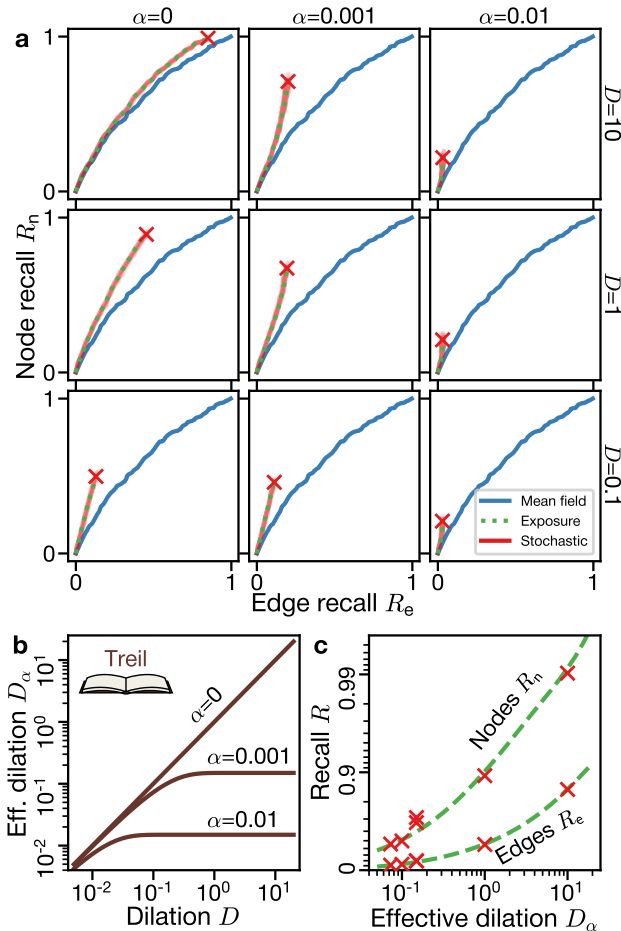 α=0
α=0.001
α=0.01
a
1
0
D=10
1
0
D=1
1
0
D=0.1
Node recall Rn
Mean field
Exposure
Stochastic
0
1
0
1
0
1
Edge recall Re
b
Treil
α=0
α=0.001
α=0.01
10¹
10⁰
10⁻¹
10⁻²
Eff. dilation Dα
10⁻²
10⁻¹
10⁰
10¹
Dilation D
c
Nodes Rn
Edges Re
0.99
0.9
0
Recall R
10⁻¹
10⁰
10¹
Effective dilation Dα